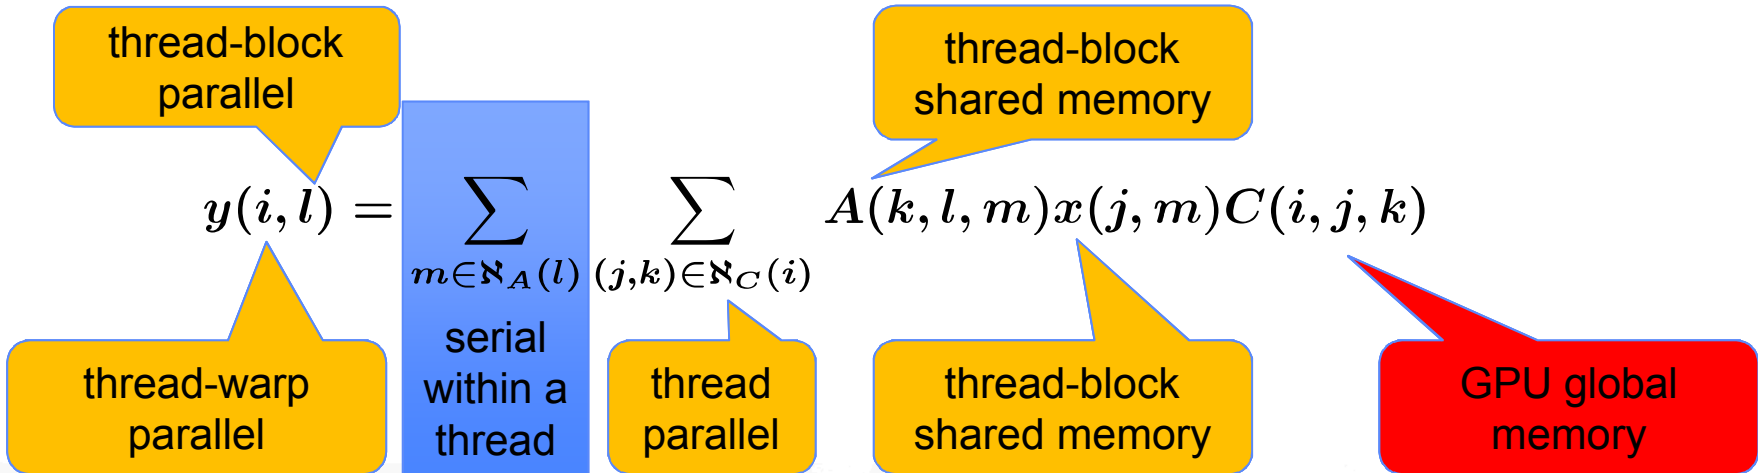 thread-block
parallel
thread-block
shared memory
y(i, l) = ∑ ∑ A(k, l, m)x(j, m)C(i, j, k)
m∈ℵ_A(l) (j,k)∈ℵ_C(i)
serial
within a
thread
thread-warp
parallel
thread
parallel
thread-block
shared memory
GPU global
memory